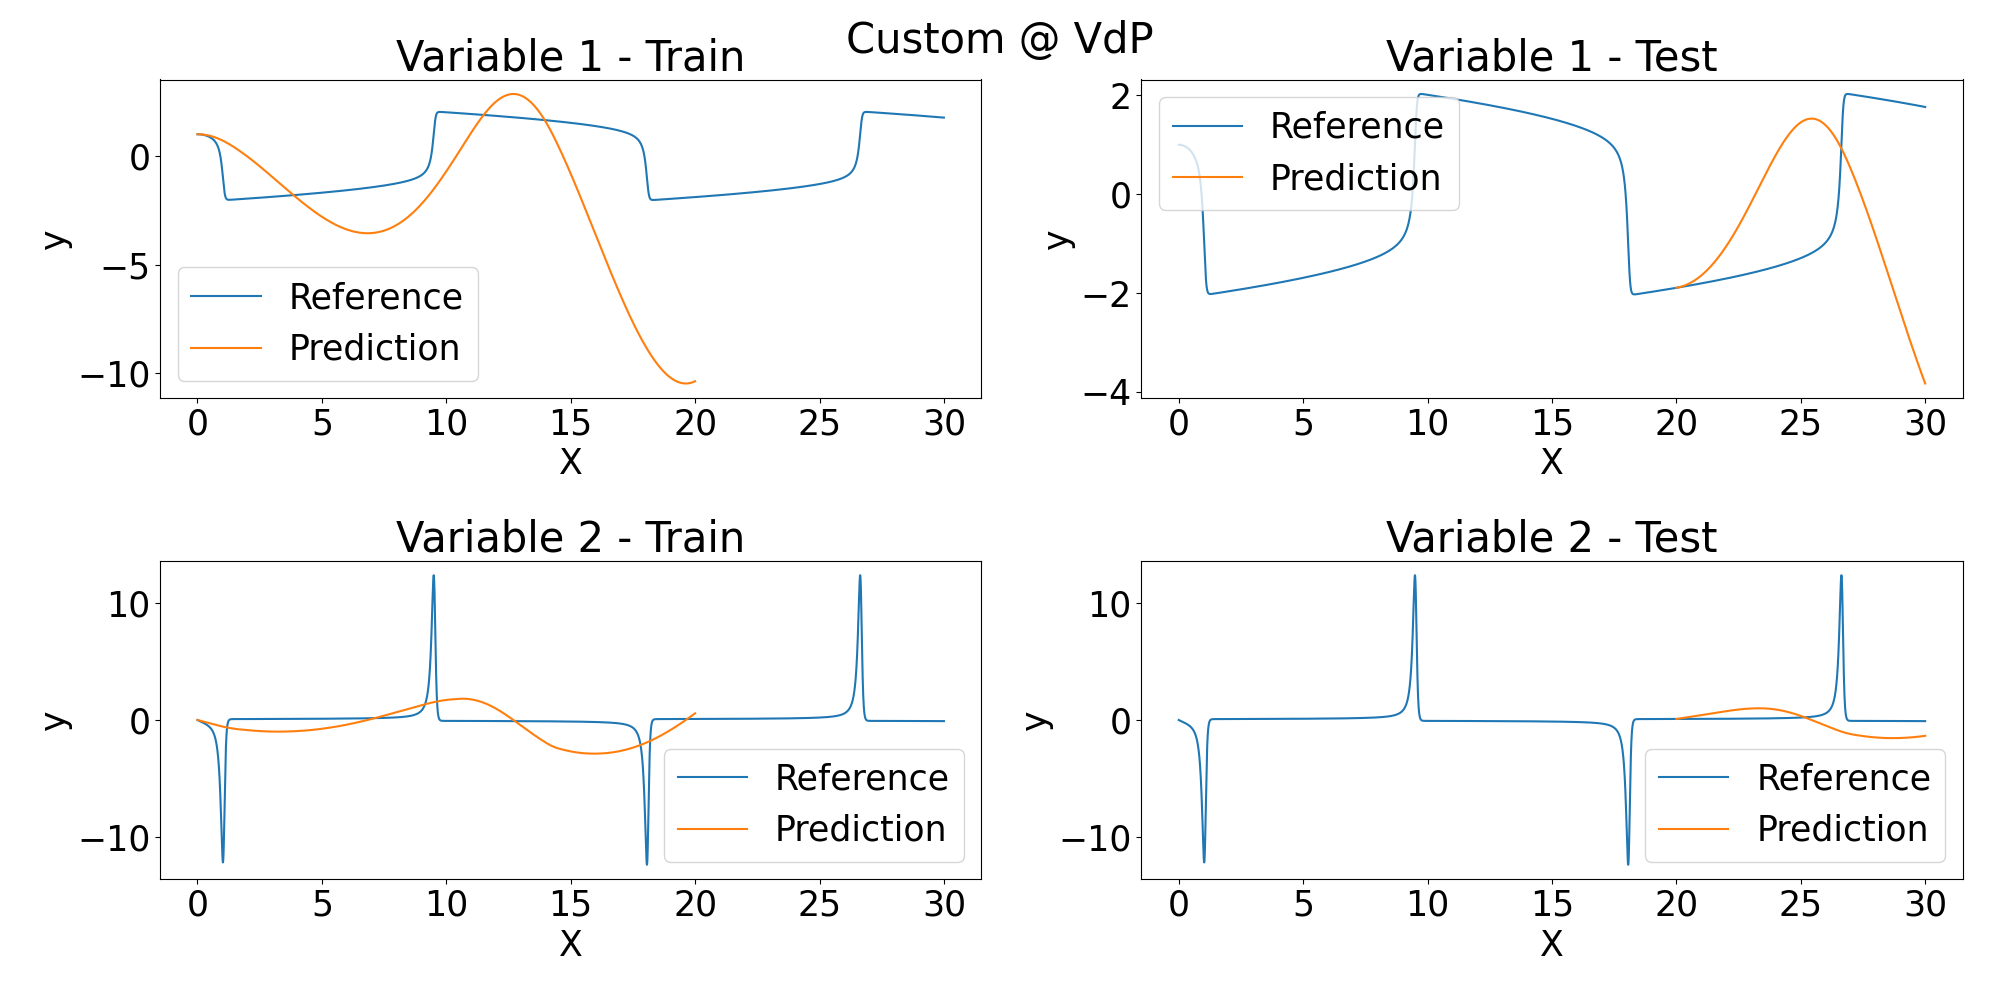 Custom @ VdP
Variable 1 - Train
y
0
−5
−10
Reference
Prediction
0 5 10 15 20 25 30
X
Variable 1 - Test
y
2
0
−2
−4
Reference
Prediction
0 5 10 15 20 25 30
X
Variable 2 - Train
y
10
0
−10
Reference
Prediction
0 5 10 15 20 25 30
X
Variable 2 - Test
y
10
0
−10
Reference
Prediction
0 5 10 15 20 25 30
X